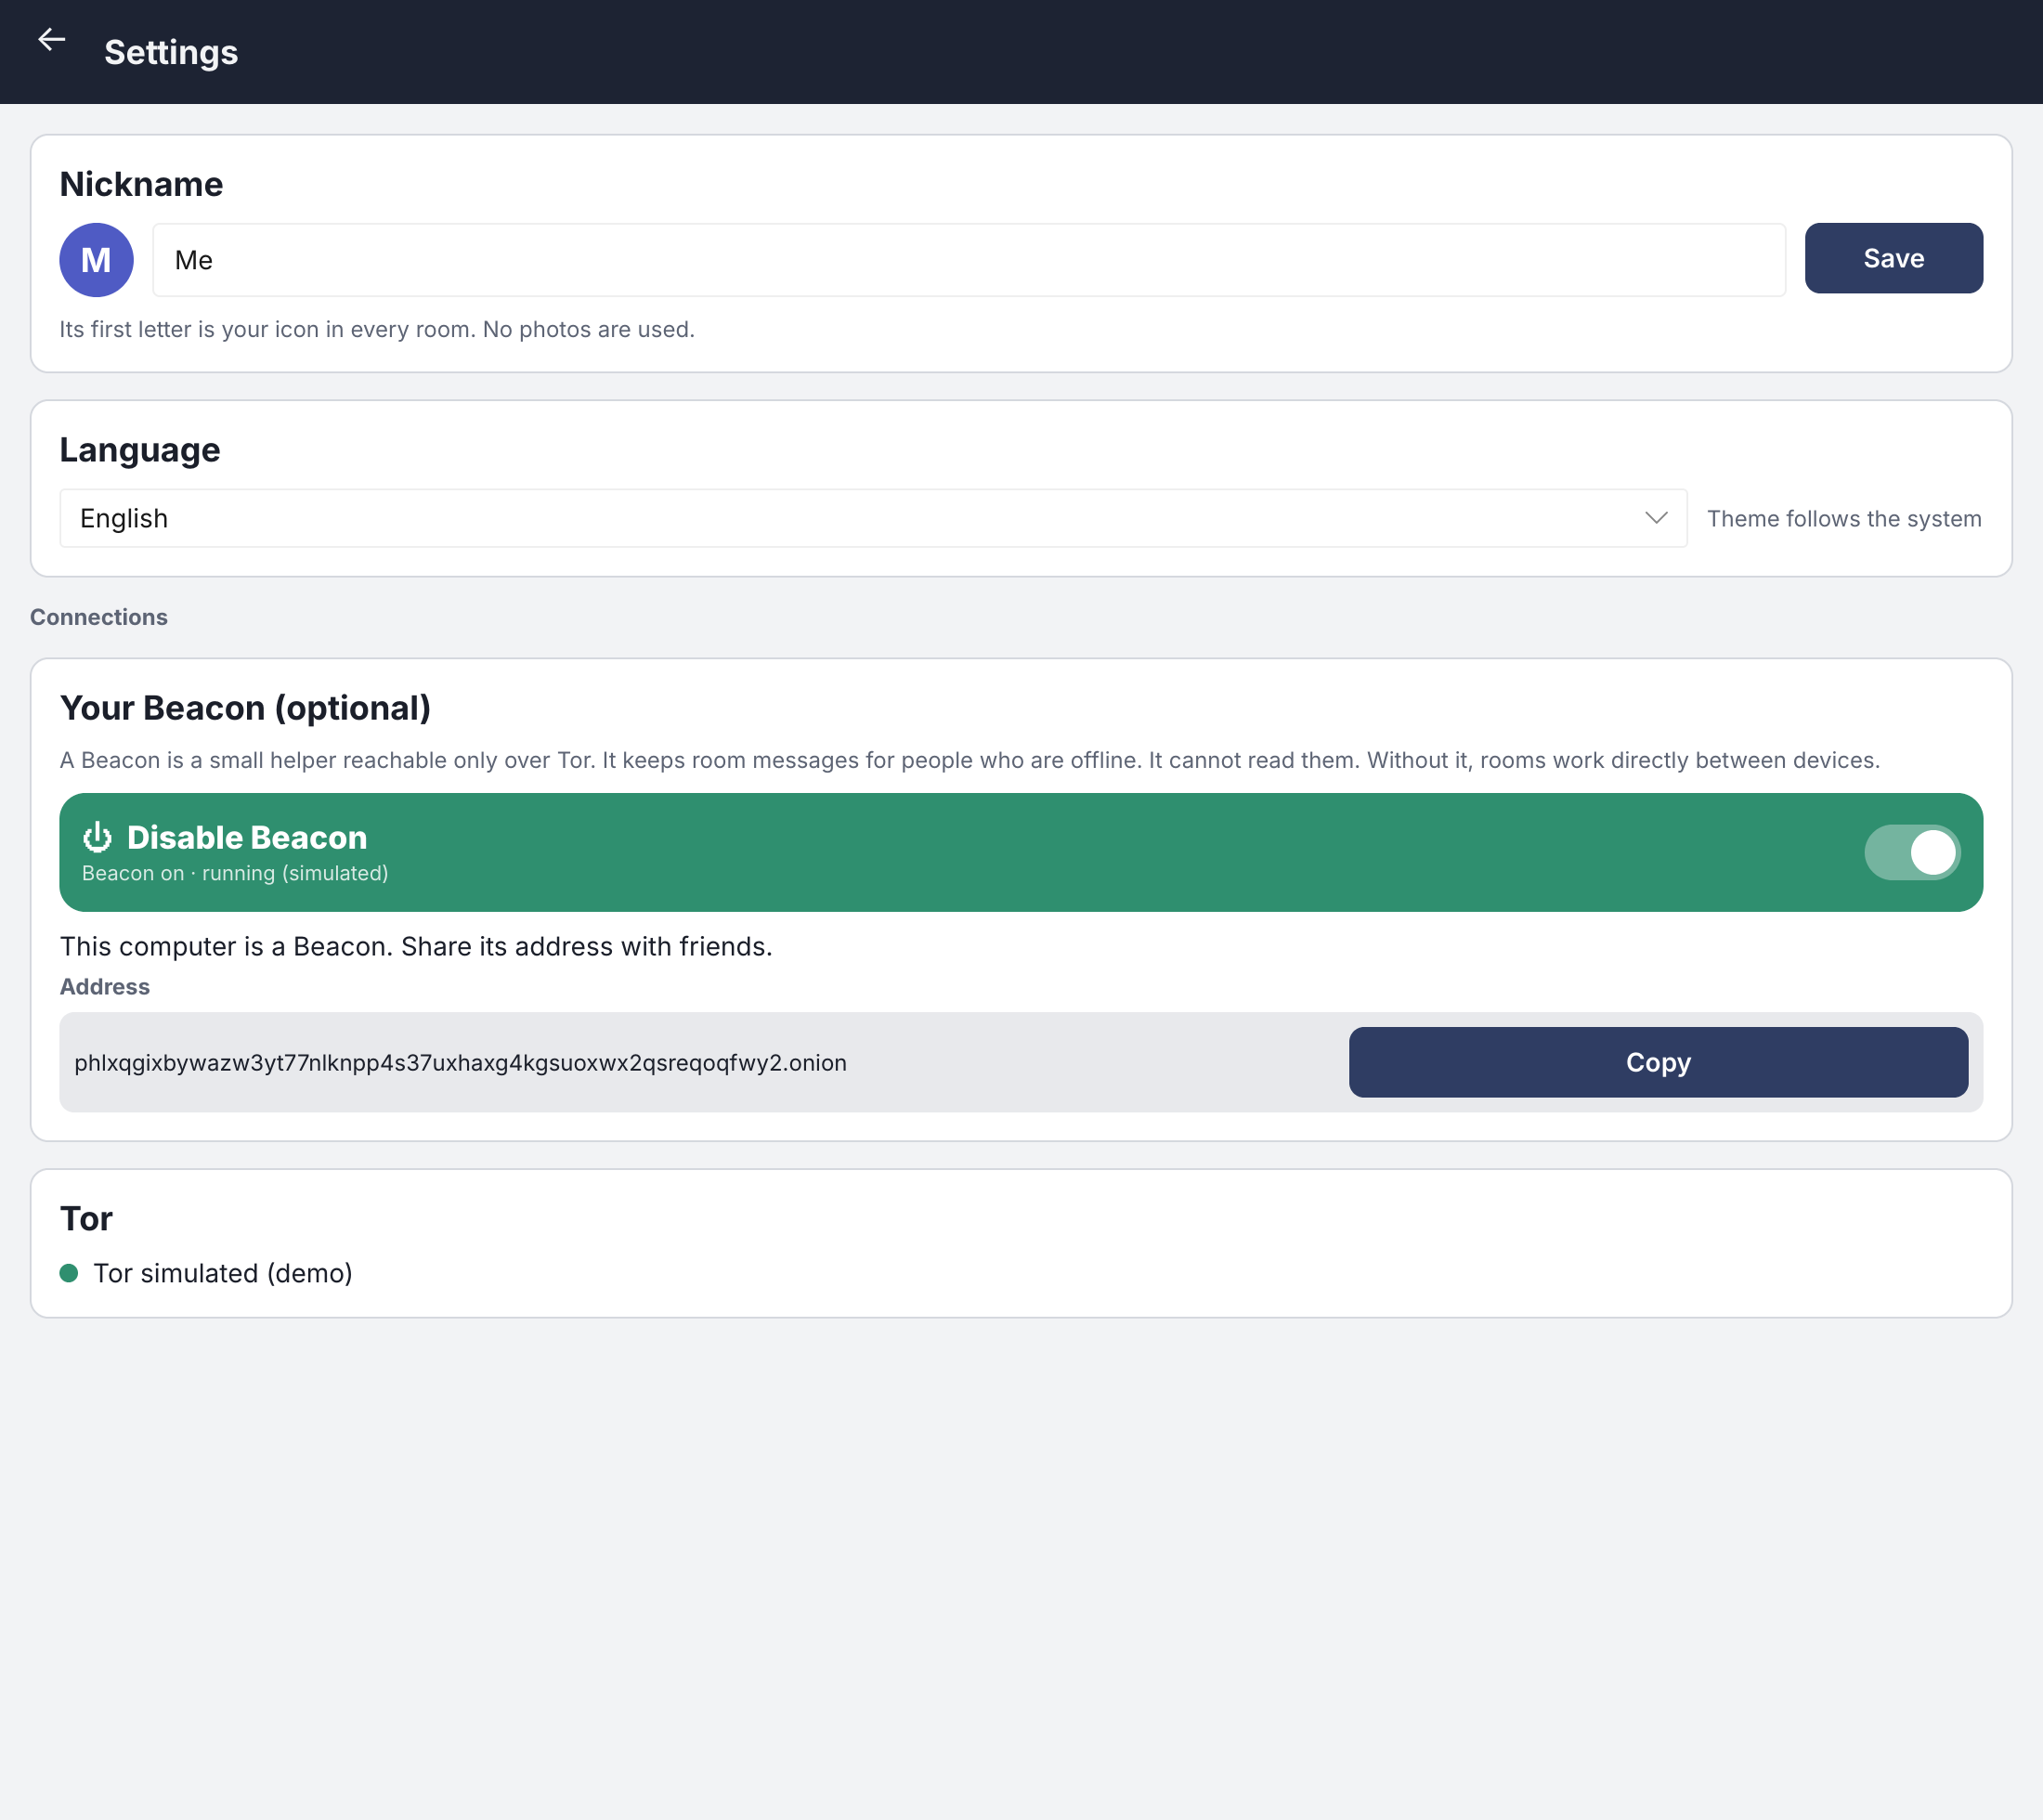 Settings
Nickname
M
Me
Save
Its first letter is your icon in every room. No photos are used.
Language
English
Theme follows the system
Connections
Your Beacon (optional)
A Beacon is a small helper reachable only over Tor. It keeps room messages for people who are offline. It cannot read them. Without it, rooms work directly between devices.
Disable Beacon
Beacon on · running (simulated)
This computer is a Beacon. Share its address with friends.
Address
phlxqgixbywazw3yt77nlknpp4s37uxhaxg4kgsuoxwx2qsreqoqfwy2.onion
Copy
Tor
Tor simulated (demo)